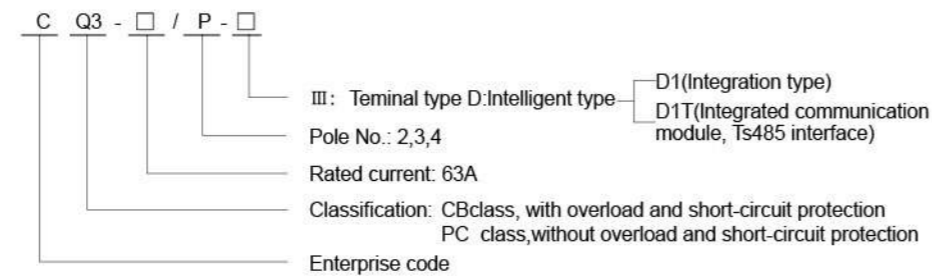 C Q3 - □ / P - □
Ⅲ: Teminal type D:Intelligent type
D1(Integration type)
D1T(Integrated communication
module, Ts485 interface)
Pole No.: 2,3,4
Rated current: 63A
Classification: CBclass, with overload and short-circuit protection
PC class,without overload and short-circuit protection
Enterprise code